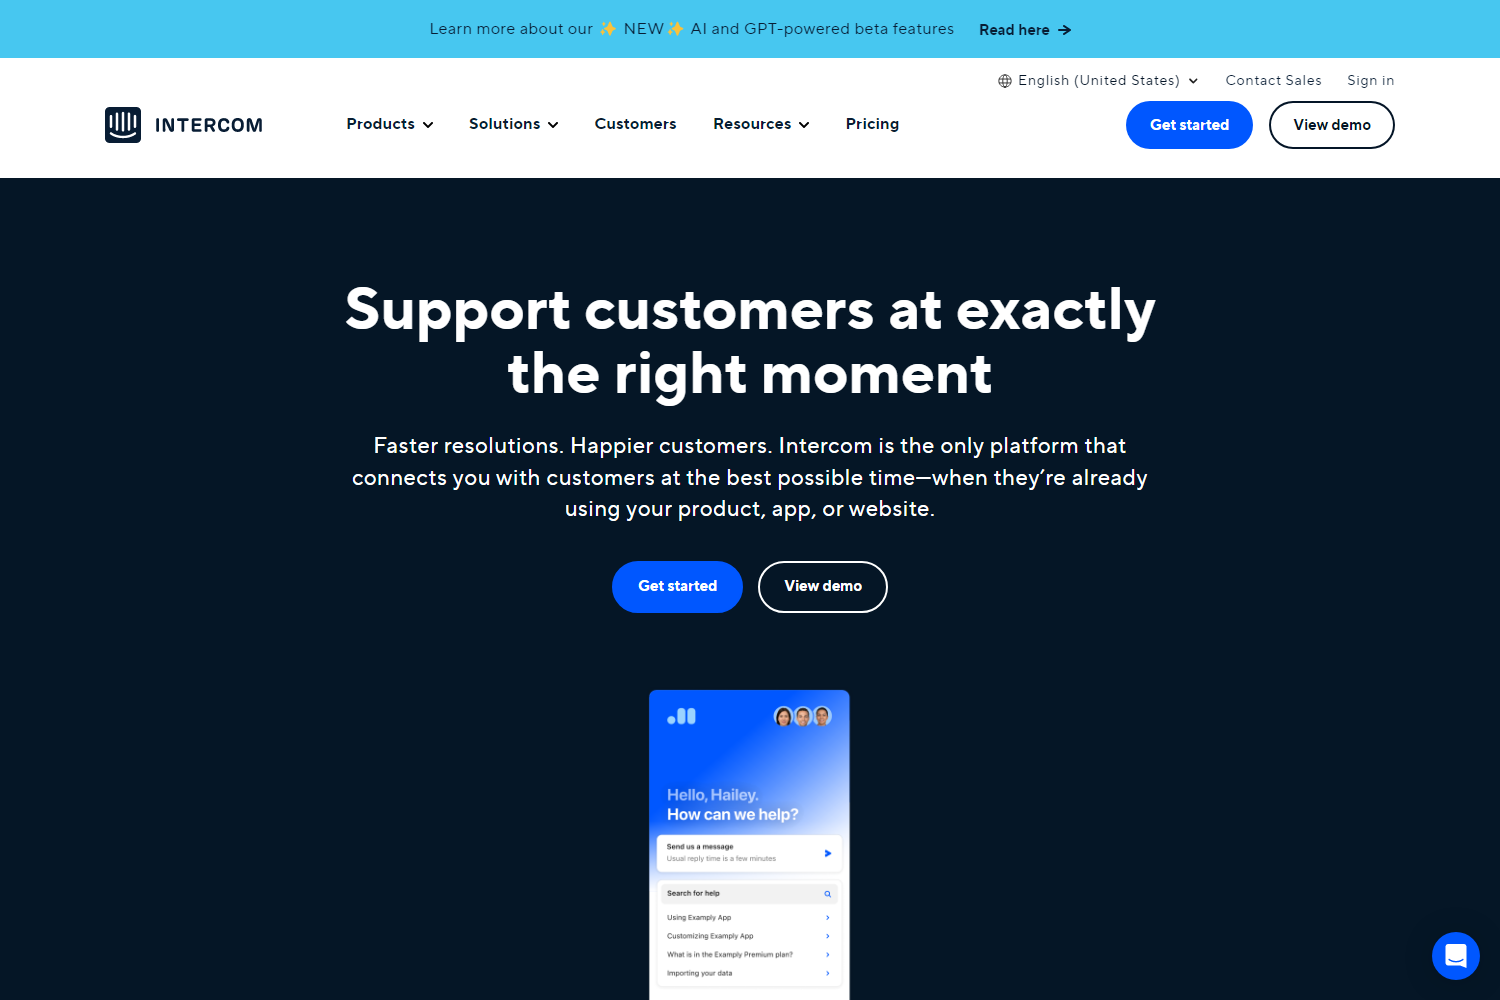 Learn more about our ✨ NEW✨ AI and GPT-powered beta features Read here →
English (United States) Contact Sales Sign in
INTERCOM Products Solutions Customers Resources Pricing Get started View demo
Support customers at exactly
the right moment
Faster resolutions. Happier customers. Intercom is the only platform that
connects you with customers at the best possible time—when they’re already
using your product, app, or website.
Get started View demo
Hello, Hailey.
How can we help?
Send us a message
Usual reply time is a few minutes
Search for help
Using Examply App
Customizing Examply App
What is in the Examply Premium plan?
Importing your data